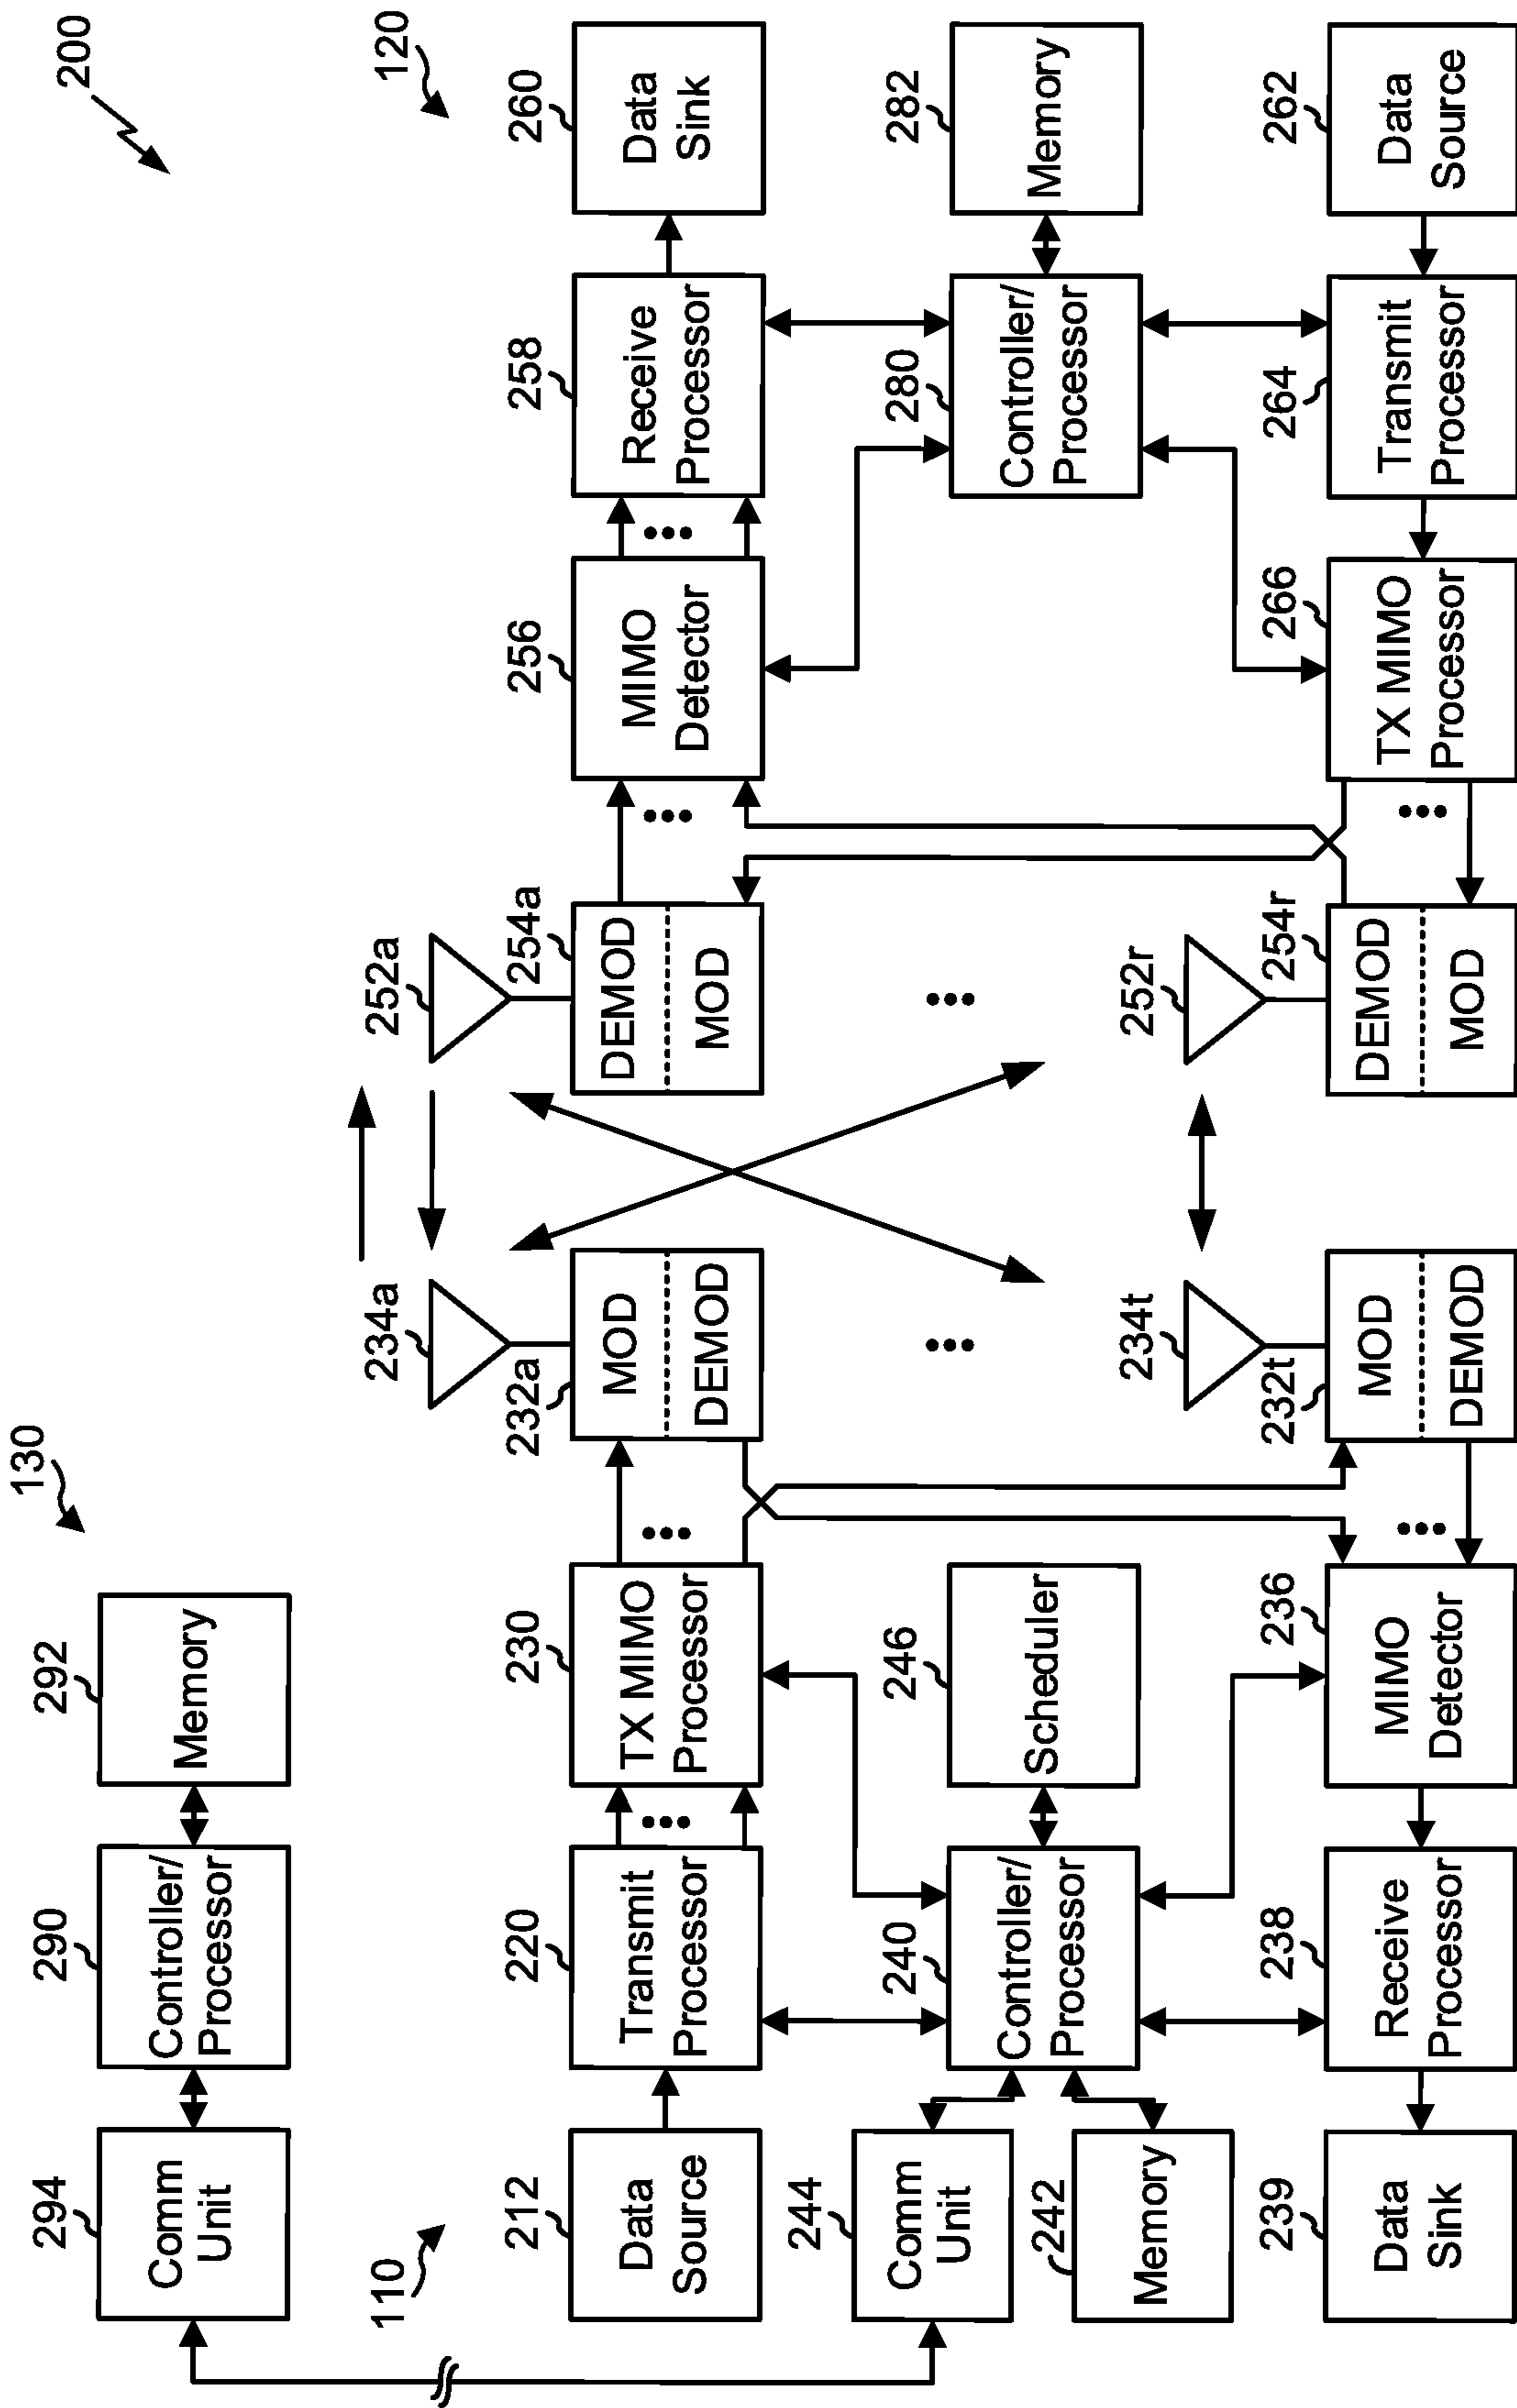 200
130
120
294
290
292
Comm
Unit
Controller/
Processor
Memory
110
234a
252a
212
220
230
232a
254a
256
258
260
Data
Source
Transmit
Processor
TX MIMO
Processor
MOD
DEMOD
DEMOD
MOD
MIMO
Detector
Receive
Processor
Data
Sink
244
240
246
280
282
Comm
Unit
242
Memory
Controller/
Processor
Scheduler
Controller/
Processor
Memory
234t
252r
239
238
236
232t
254r
266
264
262
Data
Sink
Receive
Processor
MIMO
Detector
MOD
DEMOD
DEMOD
MOD
TX MIMO
Processor
Transmit
Processor
Data
Source